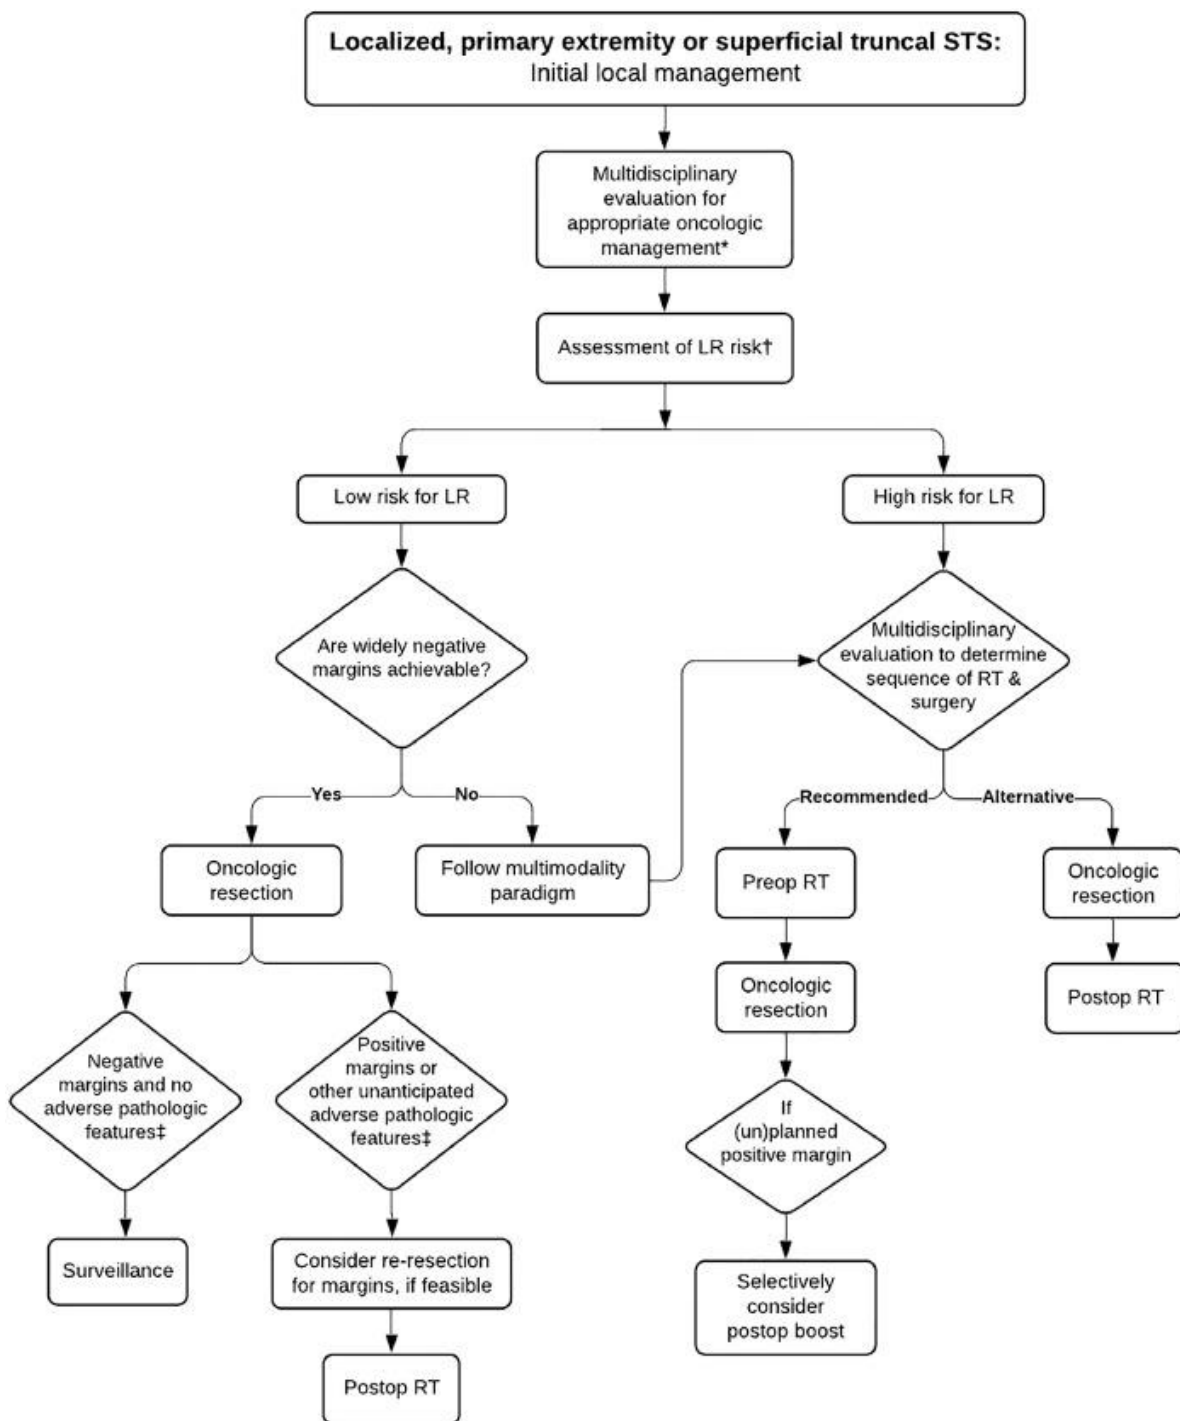 Localized, primary extremity or superficial truncal STS:
Initial local management
Multidisciplinary
evaluation for
appropriate oncologic
management*
Assessment of LR risk†
Low risk for LR
High risk for LR
Are widely negative
margins achievable?
Multidisciplinary
evaluation to determine
sequence of RT &
surgery
Yes
No
Recommended
Alternative
Oncologic
resection
Follow multimodality
paradigm
Preop RT
Oncologic
resection
Oncologic
resection
Postop RT
Negative
margins and no
adverse pathologic
features‡
Positive
margins or
other unanticipated
adverse pathologic
features‡
If
(un)planned
positive margin
Surveillance
Consider re-resection
for margins, if feasible
Selectively
consider
postop boost
Postop RT